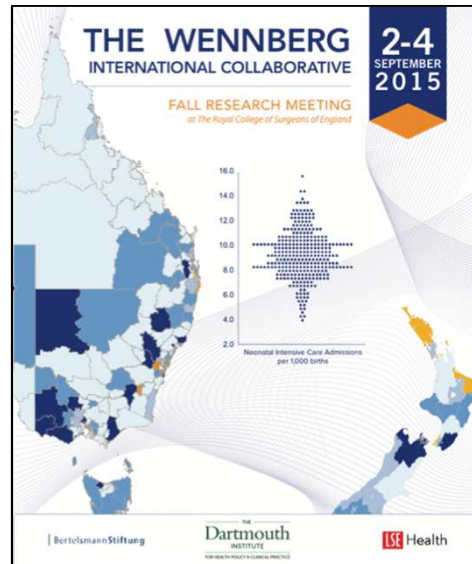 THE WENNBERG
INTERNATIONAL COLLABORATIVE
2-4
SEPTEMBER
2015
FALL RESEARCH MEETING
at The Royal College of Surgeons of England
16.0
14.0
12.0
10.0
8.0
6.0
4.0
2.0
Neonatal Intensive Care Admissions
per 1,000 births
BertelsmannStiftung
THE
Dartmouth
INSTITUTE
FOR HEALTH POLICY & CLINICAL PRACTICE
LSE Health